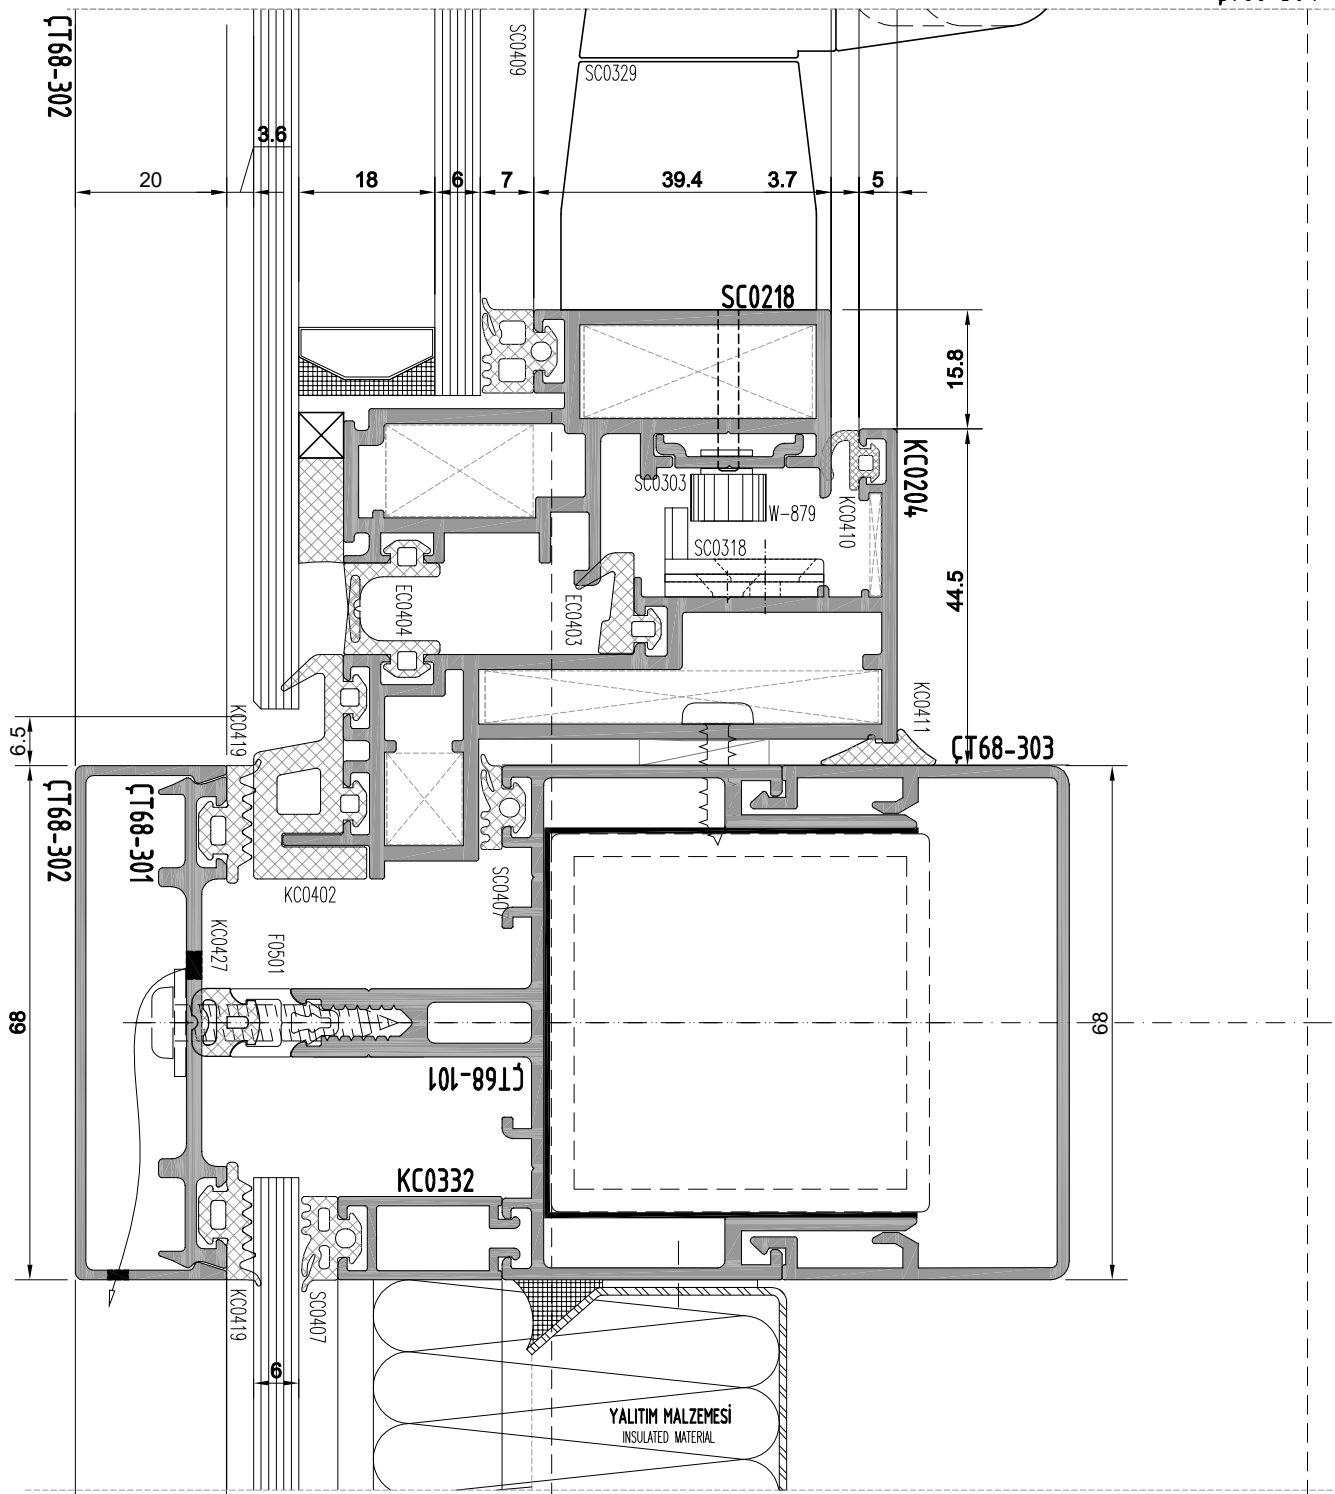 ÇT68-302
SC0409
SC0329
3.6
20
18
6
7
39.4
3.7
5
SC0218
15.8
KC0204
SC0303
W-879
KC0410
SC0318
44.5
EC0404
EC0403
KC0411
KC0419
6.5
ÇT68-303
ÇT68-302
ÇT68-301
KC0402
SC0407
KC0427
F0501
68
68
ÇT68-101
KC0332
KC0419
SC0407
6
YALITIM MALZEMESİ
INSULATED MATERIAL